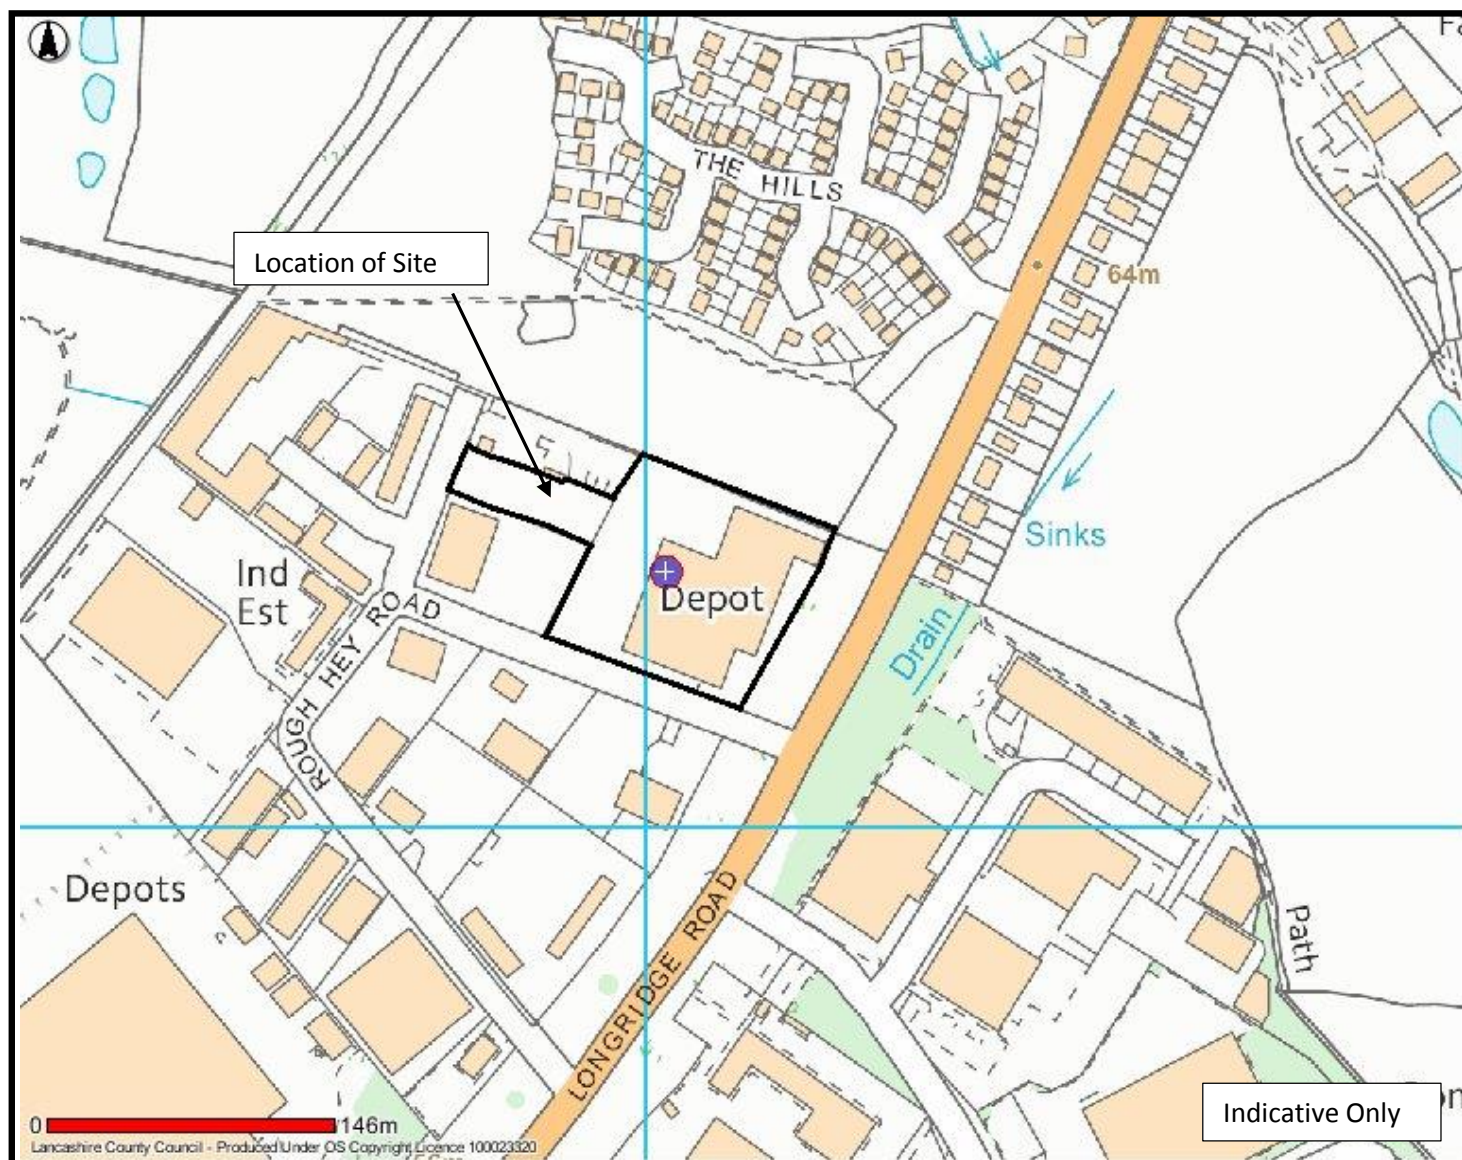 THE HILLS
Location of Site
64m
Sinks
Ind
Est
Depot
ROUGH HEY ROAD
Drain
Depots
LONGRIDGE ROAD
Path
Indicative Only
0
146m
Lancashire County Council - Produced Under OS Copyright Licence 100023320